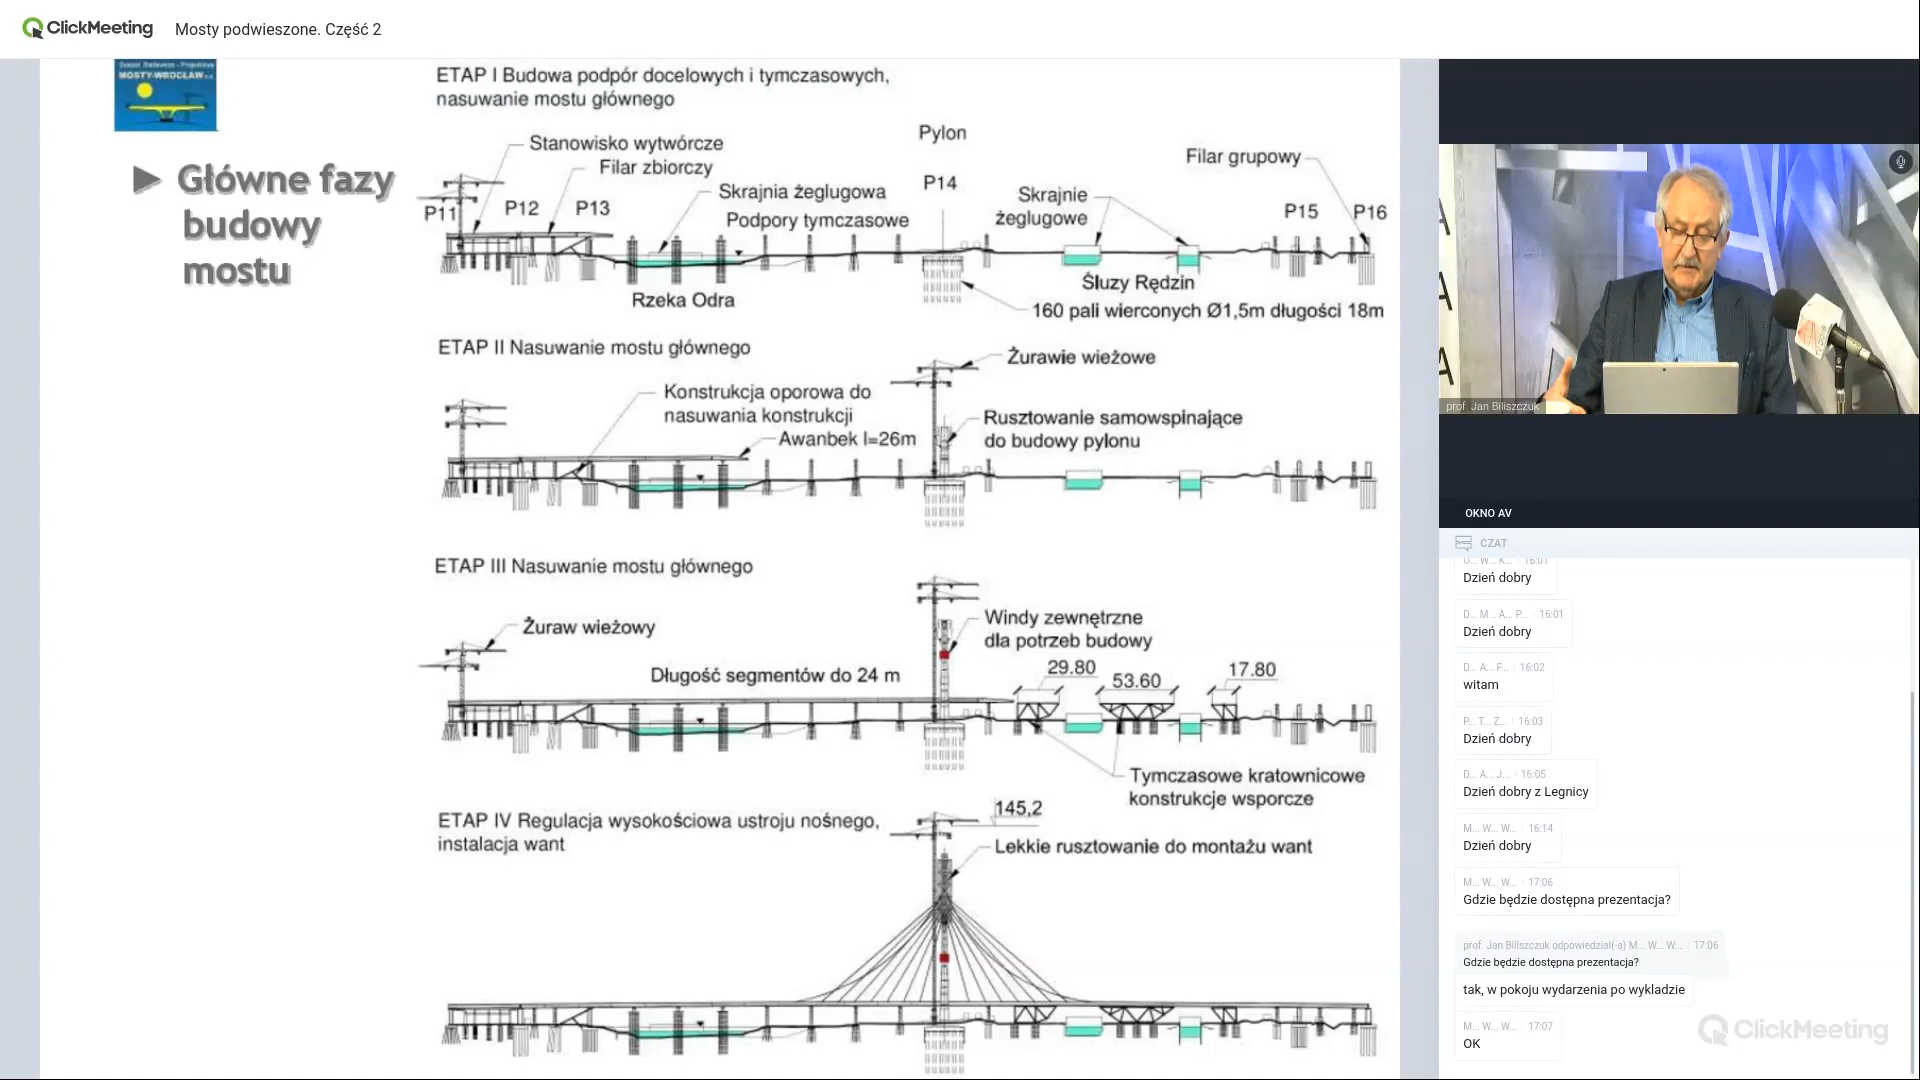 ClickMeeting
Mosty podwieszone. Część 2
MOSTY-WROCŁAW
► Główne fazy
budowy
mostu
ETAP I Budowa podpór docelowych i tymczasowych,
nasuwanie mostu głównego
Stanowisko wytwórcze
Filar zbiorczy
Skrajnia żeglugowa
Podpory tymczasowe
Pylon
Skrajnie
żeglugowe
Filar grupowy
P11
P12
P13
P14
P15
P16
Rzeka Odra
Śluzy Rędzin
160 pali wierconych Ø1,5m długości 18m
ETAP II Nasuwanie mostu głównego
Żurawie wieżowe
Konstrukcja oporowa do
nasuwania konstrukcji
Awanbek l=26m
Rusztowanie samowspinające
do budowy pylonu
ETAP III Nasuwanie mostu głównego
Żuraw wieżowy
Długość segmentów do 24 m
Windy zewnętrzne
dla potrzeb budowy
29.80
53.60
17.80
Tymczasowe kratownicowe
konstrukcje wsporcze
ETAP IV Regulacja wysokościowa ustroju nośnego,
instalacja want
145,2
Lekkie rusztowanie do montażu want
prof. Jan Biliszczuk
OKNO AV
CZAT
16:01
Dzień dobry
D... M... A... P... 16:01
Dzień dobry
D... A... F... 16:02
witam
P... T... Z... 16:03
Dzień dobry
D... A... J... 16:05
Dzień dobry z Legnicy
M... W... W... 16:14
Dzień dobry
M... W... W... 17:06
Gdzie będzie dostępna prezentacja?
prof. Jan Biliszczuk odpowiedział(-a) M... W... W... 17:06
Gdzie będzie dostępna prezentacja?
tak, w pokoju wydarzenia po wykladzie
M... W... W... 17:07
OK
ClickMeeting